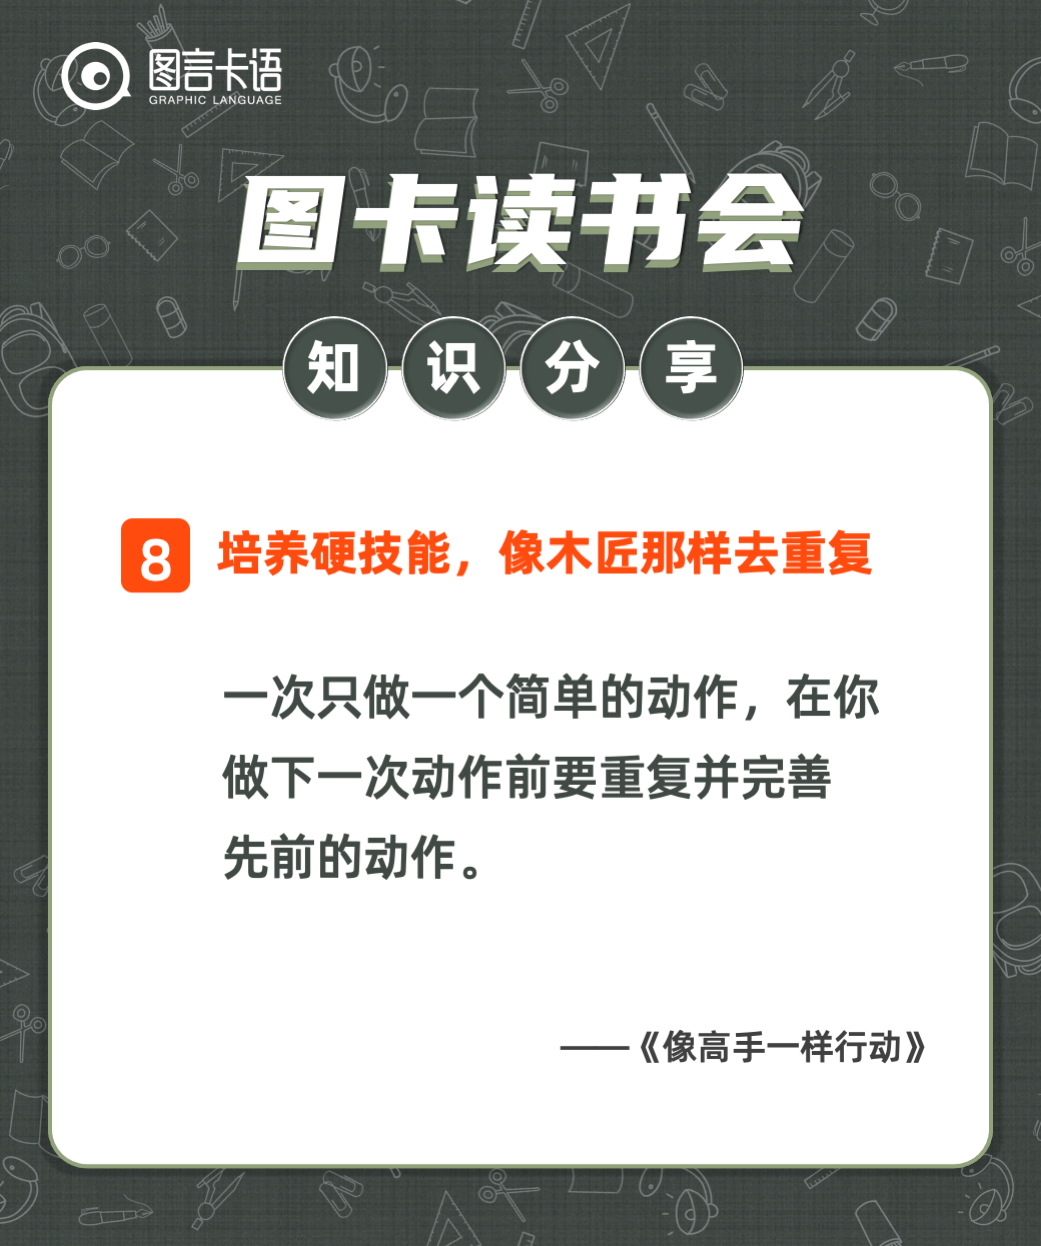 图言卡语
GRAPHIC LANGUAGE
图卡读书会
知识分享
8 培养硬技能，像木匠那样去重复
一次只做一个简单的动作，在你
做下一次动作前要重复并完善
先前的动作。
——《像高手一样行动》